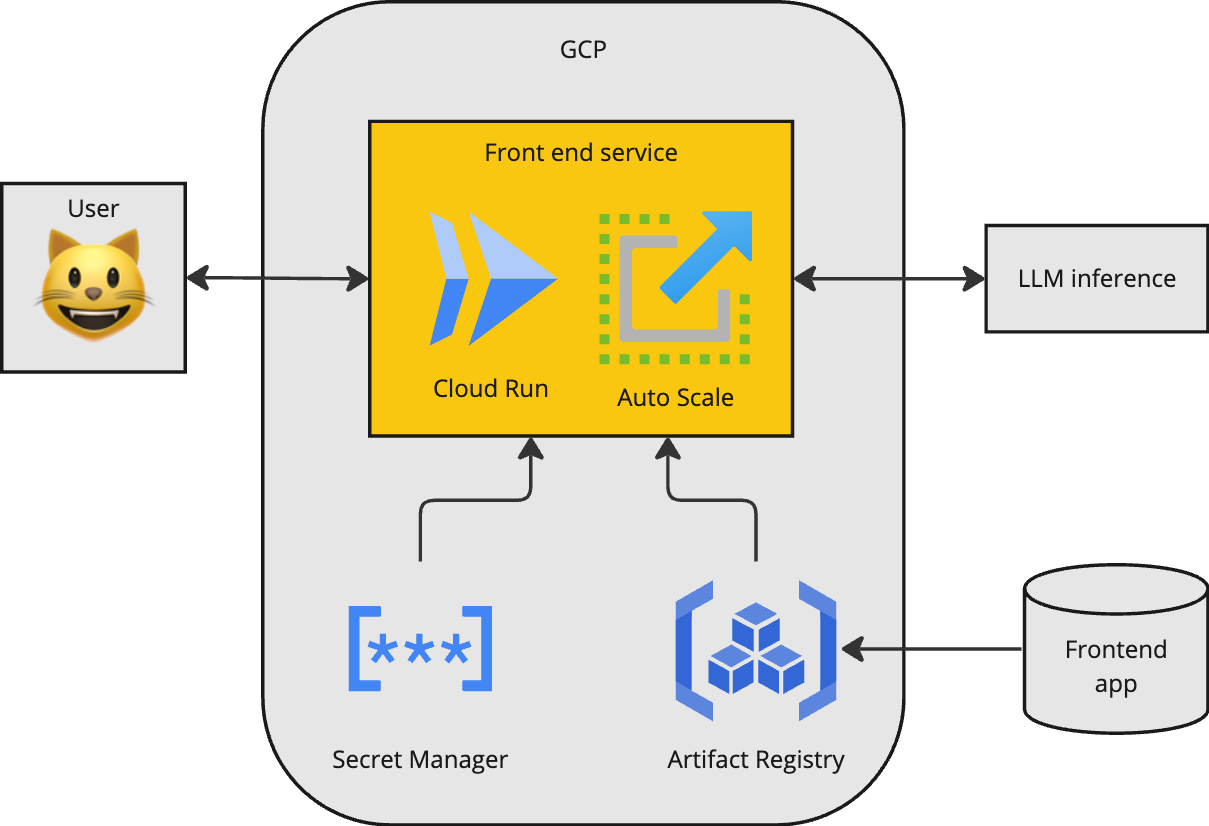 GCP
Front end service
User
Cloud Run
Auto Scale
LLM inference
***
Secret Manager
Artifact Registry
Frontend
app